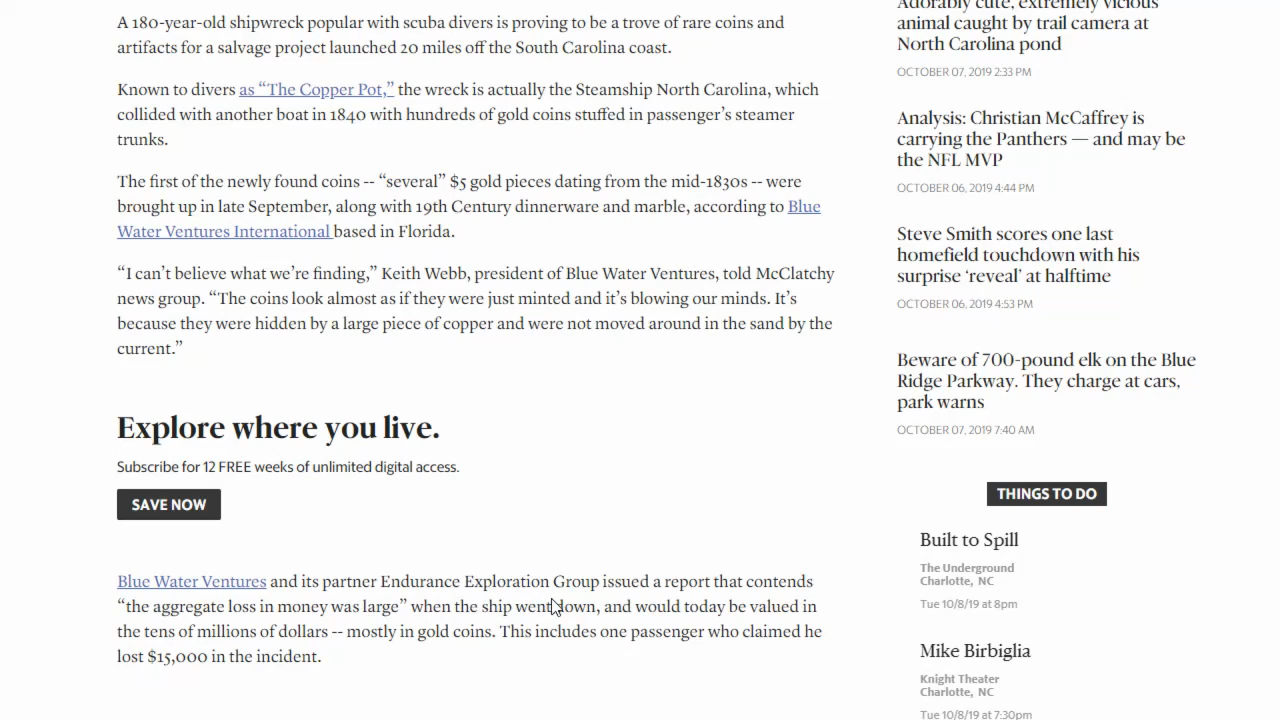 A 180-year-old shipwreck popular with scuba divers is proving to be a trove of rare coins and
artifacts for a salvage project launched 20 miles off the South Carolina coast.
Known to divers as “The Copper Pot,” the wreck is actually the Steamship North Carolina, which
collided with another boat in 1840 with hundreds of gold coins stuffed in passenger’s steamer
trunks.
The first of the newly found coins -- “several” $5 gold pieces dating from the mid-1830s -- were
brought up in late September, along with 19th Century dinnerware and marble, according to Blue
Water Ventures International based in Florida.
“I can’t believe what we’re finding,” Keith Webb, president of Blue Water Ventures, told McClatchy
news group. “The coins look almost as if they were just minted and it’s blowing our minds. It’s
because they were hidden by a large piece of copper and were not moved around in the sand by the
current.”
Explore where you live.
Subscribe for 12 FREE weeks of unlimited digital access.
SAVE NOW
Blue Water Ventures and its partner Endurance Exploration Group issued a report that contends
“the aggregate loss in money was large” when the ship went down, and would today be valued in
the tens of millions of dollars -- mostly in gold coins. This includes one passenger who claimed he
lost $15,000 in the incident.
Adorably cute, extremely vicious
animal caught by trail camera at
North Carolina pond
OCTOBER 07, 2019 2:33 PM
Analysis: Christian McCaffrey is
carrying the Panthers — and may be
the NFL MVP
OCTOBER 06, 2019 4:44 PM
Steve Smith scores one last
homefield touchdown with his
surprise ‘reveal’ at halftime
OCTOBER 06, 2019 4:53 PM
Beware of 700-pound elk on the Blue
Ridge Parkway. They charge at cars,
park warns
OCTOBER 07, 2019 7:40 AM
THINGS TO DO
Built to Spill
The Underground
Charlotte, NC
Tue 10/8/19 at 8pm
Mike Birbiglia
Knight Theater
Charlotte, NC
Tue 10/8/19 at 7:30pm